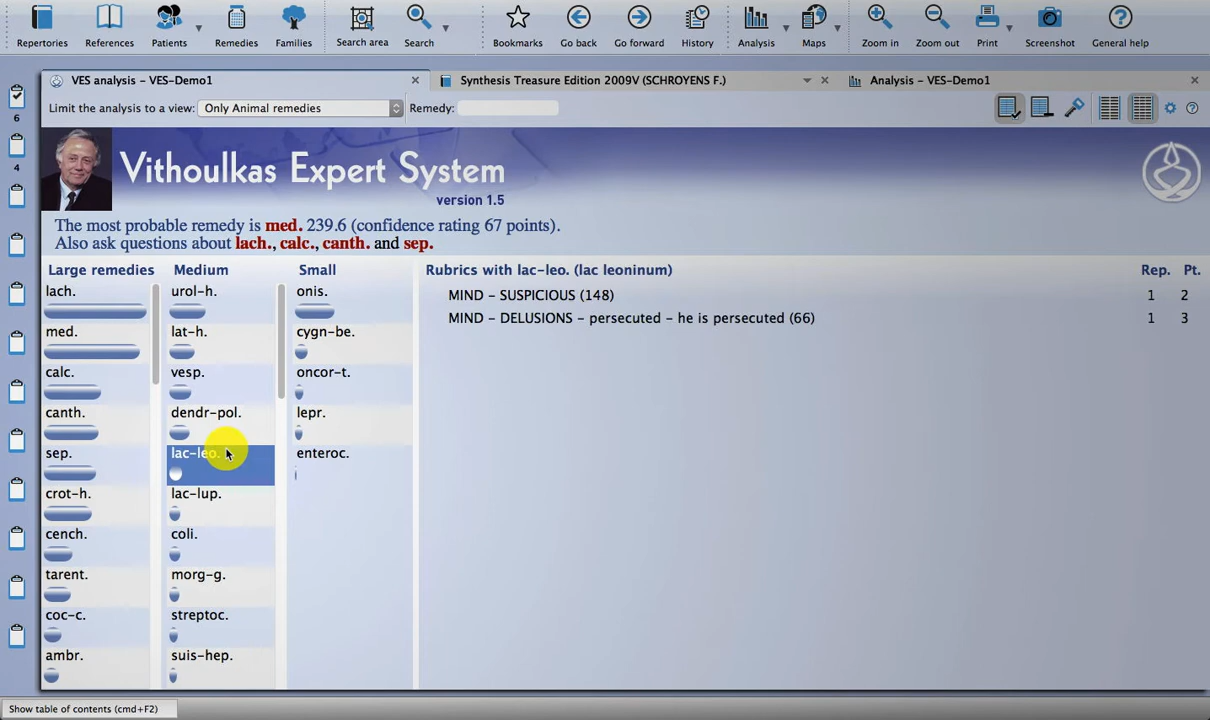 Repertories References Patients Remedies Families Search area Search Bookmarks Go back Go forward History Analysis Maps Zoom in Zoom out Print Screenshot General help
VES analysis – VES-Demo1
Synthesis Treasure Edition 2009V (SCHROYENS F.)
Analysis – VES-Demo1
Limit the analysis to a view: Only Animal remedies Remedy:
6
4
Vithoulkas Expert System
version 1.5
The most probable remedy is med. 239.6 (confidence rating 67 points).
Also ask questions about lach., calc., canth. and sep.
Large remedies
lach.
med.
calc.
canth.
sep.
crot-h.
cench.
tarent.
coc-c.
ambr.
Medium
urol-h.
lat-h.
vesp.
dendr-pol.
lac-leo.
lac-lup.
coli.
morg-g.
streptoc.
suis-hep.
Small
onis.
cygn-be.
oncor-t.
lepr.
enteroc.
Rubrics with lac-leo. (lac leoninum) Rep. Pt.
MIND – SUSPICIOUS (148) 1 2
MIND – DELUSIONS – persecuted – he is persecuted (66) 1 3
Show table of contents (cmd+F2)